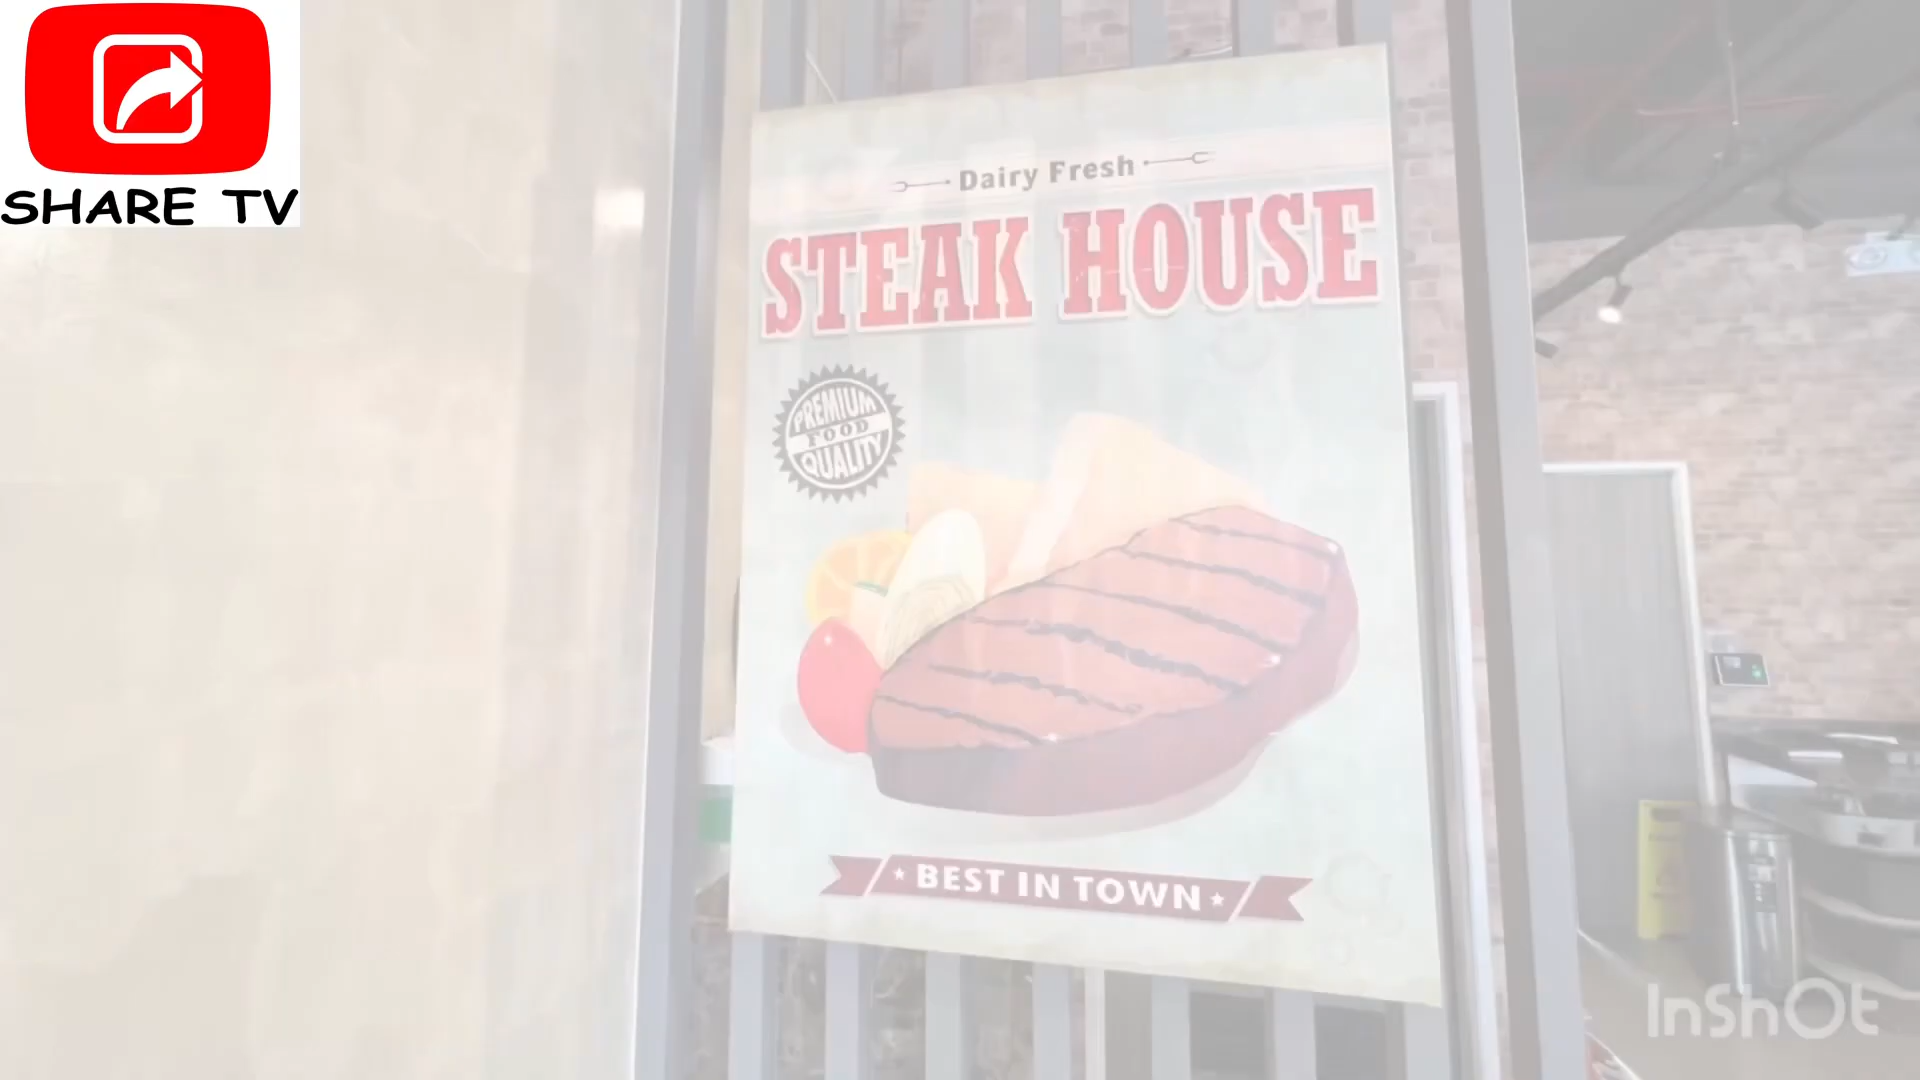 SHARE TV
Dairy Fresh
STEAK HOUSE
PREMIUM
FOOD
QUALITY
BEST IN TOWN
InShOt